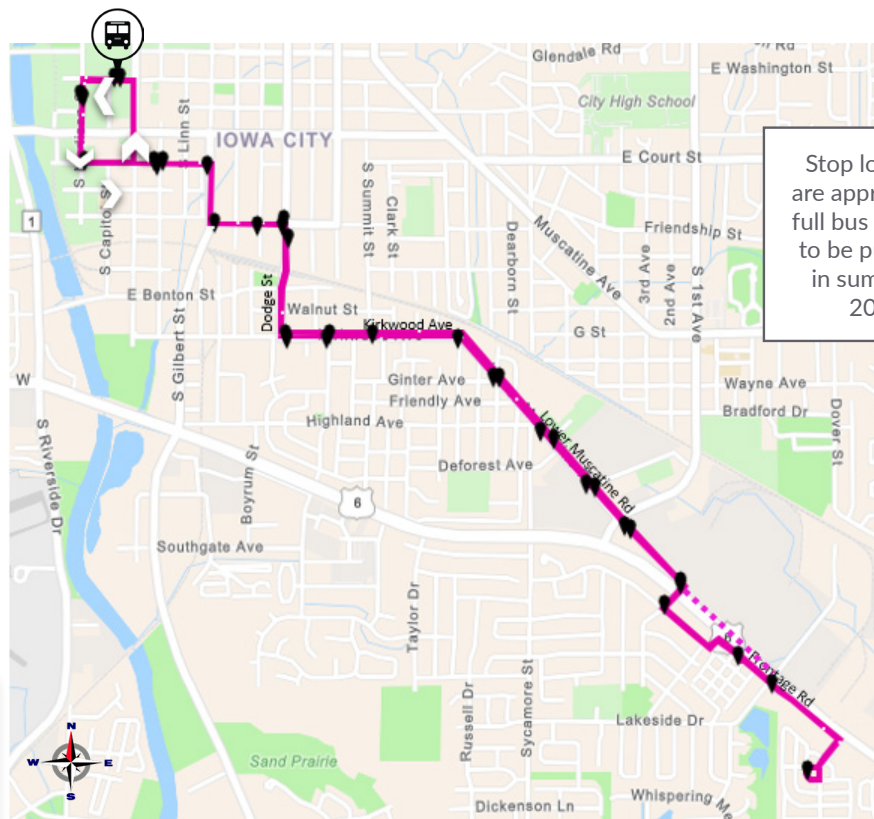 Glendale Rd
E Washington St
City High School
S Linn St
IOWA CITY
E Court St
Stop lo
are appr
full bus
to be p
in sum
20
S Summit St
Clark St
1
S Capitol St
Dearborn St
Muscatine Ave
Friendship St
3rd Ave
2nd Ave
S 1st Ave
E Benton St
Dodge St
Walnut St
Kirkwood Ave
G St
S Gilbert St
W
Ginter Ave
Friendly Ave
Wayne Ave
Bradford Dr
Dover St
Highland Ave
S Riverside Dr
Boyrum St
Lower Muscatine Rd
Deforest Ave
6
Southgate Ave
Taylor Dr
6
Frontage Rd
Sycamore St
Russell Dr
Lakeside Dr
N
W
E
S
Sand Prairie
Whispering Me
Dickenson Ln